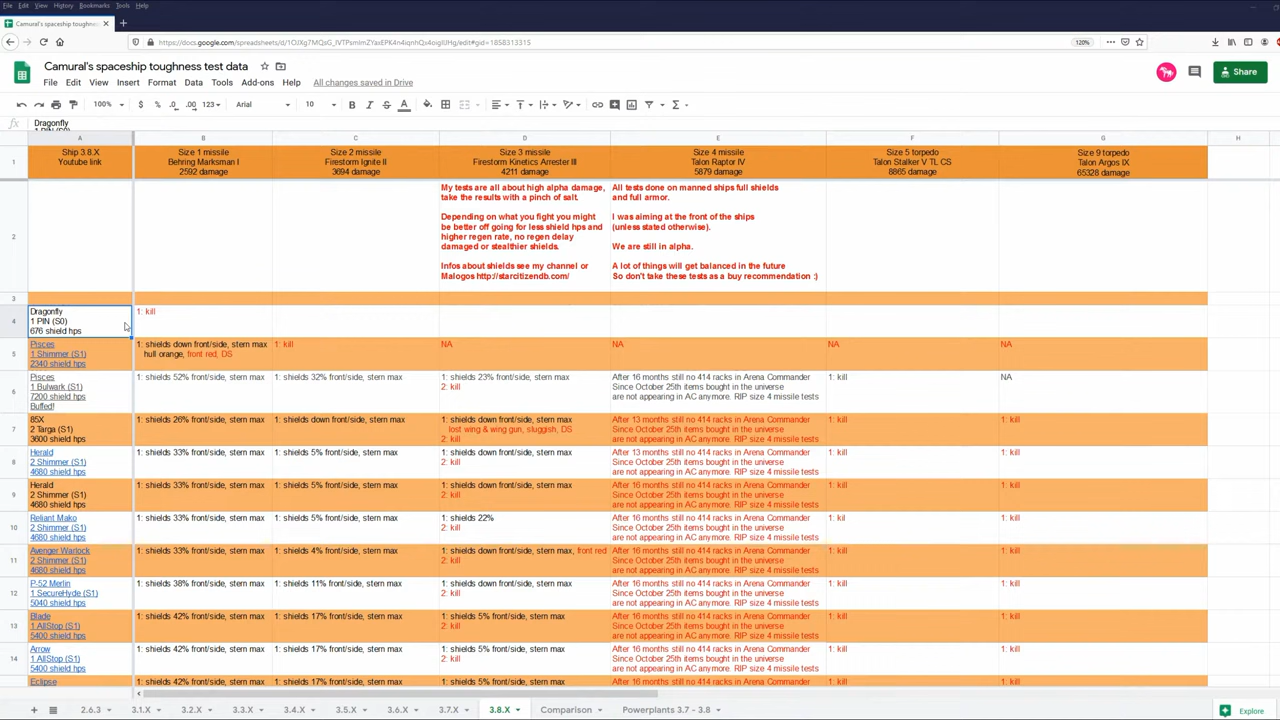 File Edit View History Bookmarks Tools Help
Camural's spaceship toughness
https://docs.google.com/spreadsheets/d/
120%
Camural's spaceship toughness test data
File Edit View Insert Format Data Tools Add-ons Help All changes saved in Drive
Share
100% $ % .0 .00 123 Arial 10 B I S A
fx Dragonfly
A B C D E F G H
1 Ship 3.8.X
Youtube link
Size 1 missile
Behring Marksman I
2592 damage
Size 2 missile
Firestorm Ignite II
3694 damage
Size 3 missile
Firestorm Kinetics Arrester III
4211 damage
Size 4 missile
Talon Raptor IV
5879 damage
Size 5 torpedo
Talon Stalker V TL CS
8865 damage
Size 9 torpedo
Talon Argos IX
65328 damage
2
My tests are all about high alpha damage,
take the results with a pinch of salt.
Depending on what you fight you might
be better off going for less shield hps and
higher regen rate, no regen delay
damaged or stealthier shields.
Infos about shields see my channel or
Malogos http://starcitizendb.com/
All tests done on manned ships full shields
and full armor.
I was aiming at the front of the ships
(unless stated otherwise).
We are still in alpha.
A lot of things will get balanced in the future
So don't take these tests as a buy recommendation :)
3
4
Dragonfly
1 PIN (S0)
676 shield hps
1: kill
5
Pisces
1 Shimmer (S1)
2340 shield hps
1: shields down front/side, stern max
hull orange, front red, DS
1: kill
NA
NA
NA
NA
6
Pisces
1 Bulwark (S1)
7200 shield hps
Buffed!
1: shields 52% front/side, stern max
1: shields 32% front/side, stern max
1: shields 23% front/side, stern max
2: kill
After 16 months still no 414 racks in Arena Commander
Since October 25th items bought in the universe
are not appearing in AC anymore. RIP size 4 missile tests
1: kill
NA
7
85X
2 Targa (S1)
3600 shield hps
1: shields 26% front/side, stern max
1: shields down front/side, stern max
1: shields down front/side, stern max
lost wing & wing gun, sluggish, DS
2: kill
After 13 months still no 414 racks in Arena Commander
Since October 25th items bought in the universe
are not appearing in AC anymore. RIP size 4 missile tests
1: kill
1: kill
8
Herald
2 Shimmer (S1)
4680 shield hps
1: shields 33% front/side, stern max
1: shields 5% front/side, stern max
1: shields down front/side, stern max
2: kill
After 13 months still no 414 racks in Arena Commander
Since October 25th items bought in the universe
are not appearing in AC anymore. RIP size 4 missile tests
1: kill
1: kill
9
Herald
2 Shimmer (S1)
4680 shield hps
1: shields 33% front/side, stern max
1: shields 5% front/side, stern max
1: shields down front/side, stern max
2: kill
After 16 months still no 414 racks in Arena Commander
Since October 25th items bought in the universe
are not appearing in AC anymore. RIP size 4 missile tests
1: kill
1: kill
10
Reliant Mako
2 Shimmer (S1)
4680 shield hps
1: shields 33% front/side, stern max
1: shields 5% front/side, stern max
1: shields 22%
2: kill
After 16 months still no 414 racks in Arena Commander
Since October 25th items bought in the universe
are not appearing in AC anymore. RIP size 4 missile tests
1: kil
1: kill
11
Avenger Warlock
2 Shimmer (S1)
4680 shield hps
1: shields 33% front/side, stern max
1: shields 4% front/side, stern max
1: shields down front/side, stern max, front red
2: kill
After 16 months still no 414 racks in Arena Commander
Since October 25th items bought in the universe
are not appearing in AC anymore. RIP size 4 missile tests
1: kill
1: kill
12
P-52 Merlin
1 SecureHyde (S1)
5040 shield hps
1: shields 38% front/side, stern max
1: shields 11% front/side, stern max
1: shields down front/side, stern max
2: kill
After 16 months still no 414 racks in Arena Commander
Since October 25th items bought in the universe
are not appearing in AC anymore. RIP size 4 missile tests
1: kill
1: kill
13
Blade
1 AllStop (S1)
5400 shield hps
1: shields 42% front/side, stern max
1: shields 17% front/side, stern max
1: shields 5% front/side, stern max
2: kill
After 16 months still no 414 racks in Arena Commander
Since October 25th items bought in the universe
are not appearing in AC anymore. RIP size 4 missile tests
1: kill
1: kill
14
Arrow
1 AllStop (S1)
5400 shield hps
1: shields 42% front/side, stern max
1: shields 17% front/side, stern max
1: shields 5% front/side, stern max
2: kill
After 16 months still no 414 racks in Arena Commander
Since October 25th items bought in the universe
are not appearing in AC anymore. RIP size 4 missile tests
1: kill
1: kill
Eclipse
1: shields 42% front/side, stern max
1: shields 17% front/side, stern max
1: shields 5% front/side, stern max
After 16 months still no 414 racks in Arena Commander
1: kill
1: kill
2.6.3 3.1.X 3.2.X 3.3.X 3.4.X 3.5.X 3.6.X 3.7.X 3.8.X Comparison Powerplants 3.7 - 3.8 Explore